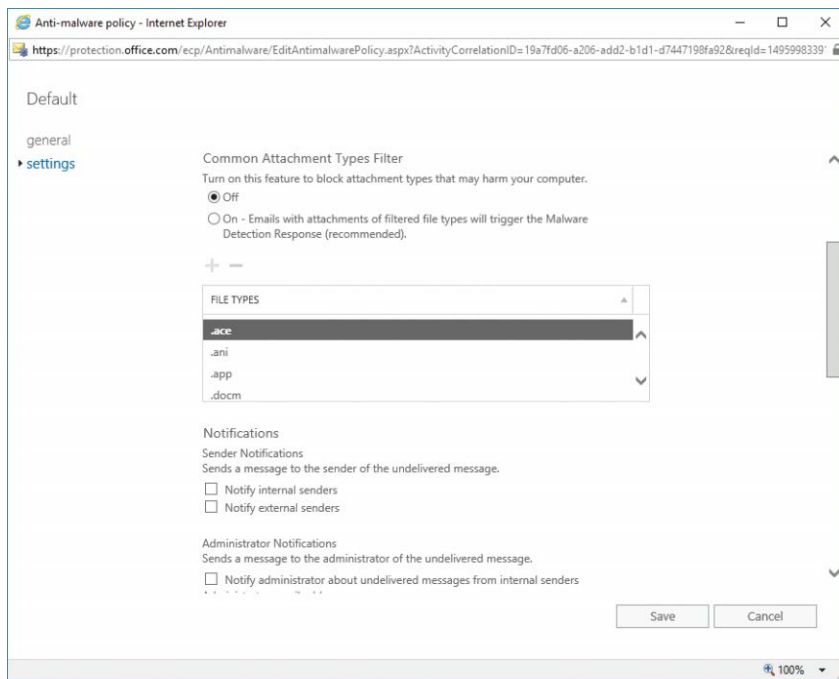 Anti-malware policy - Internet Explorer
https://protection.office.com/ecp/Antimalware/EditAntimalwarePolicy.aspx?ActivityCorrelationID=19a7fd06-a206-add2-b1d1-d7447198fa92&reqId=1495998339
Default
general
settings
Common Attachment Types Filter
Turn on this feature to block attachment types that may harm your computer.
Off
On - Emails with attachments of filtered file types will trigger the Malware
Detection Response (recommended).
FILE TYPES
.ace
.ani
.app
.docm
Notifications
Sender Notifications
Sends a message to the sender of the undelivered message.
Notify internal senders
Notify external senders
Administrator Notifications
Sends a message to the administrator of the undelivered message.
Notify administrator about undelivered messages from internal senders
Save
Cancel
100%